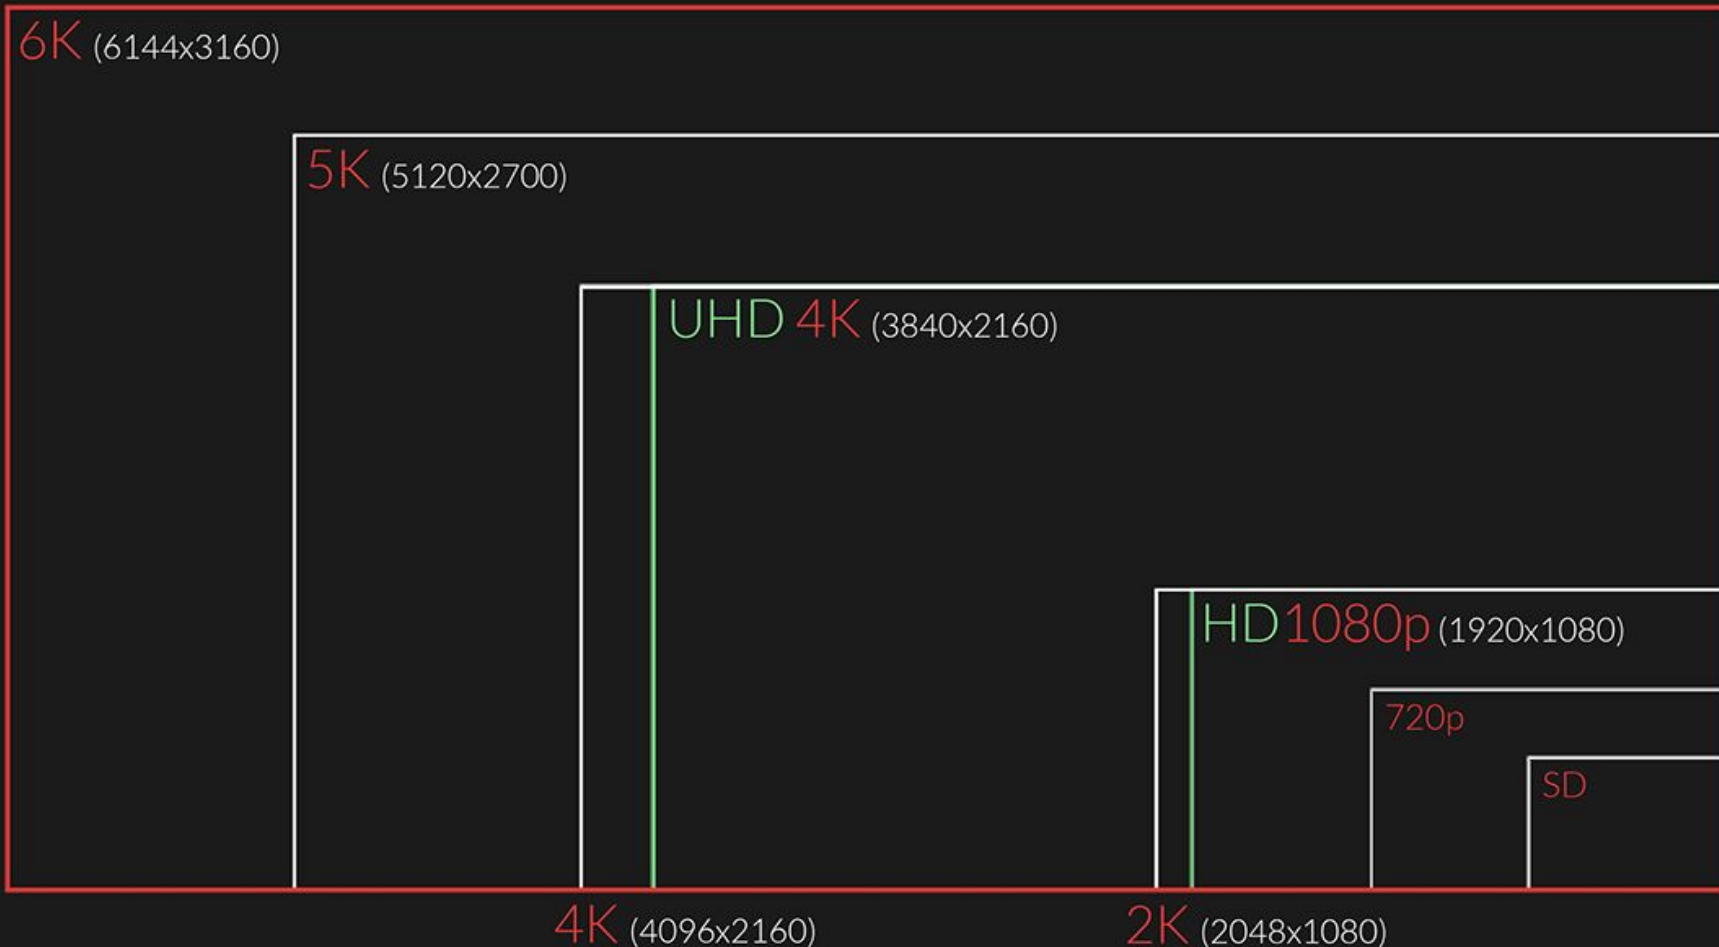 6K (6144x3160)
5K (5120x2700)
UHD 4K (3840x2160)
HD 1080p (1920x1080)
720p
SD
4K (4096x2160)
2K (2048x1080)